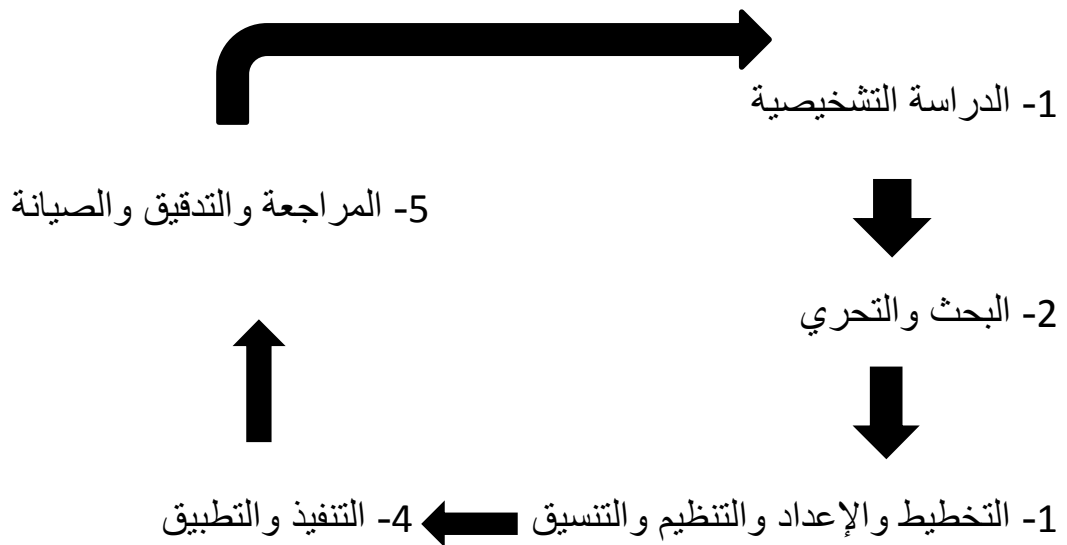 1- الدراسة التشخيصية
2- البحث والتحري
1- التخطيط والإعداد والتنظيم والتنسيق
4- التنفيذ والتطبيق
5- المراجعة والتدقيق والصيانة